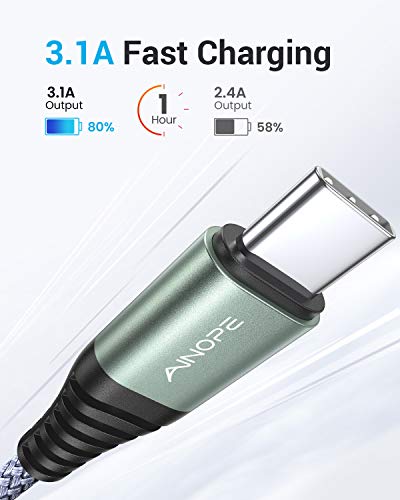 3.1A Fast Charging
3.1A
Output
80%
1
Hour
2.4A
Output
58%
AINOPE